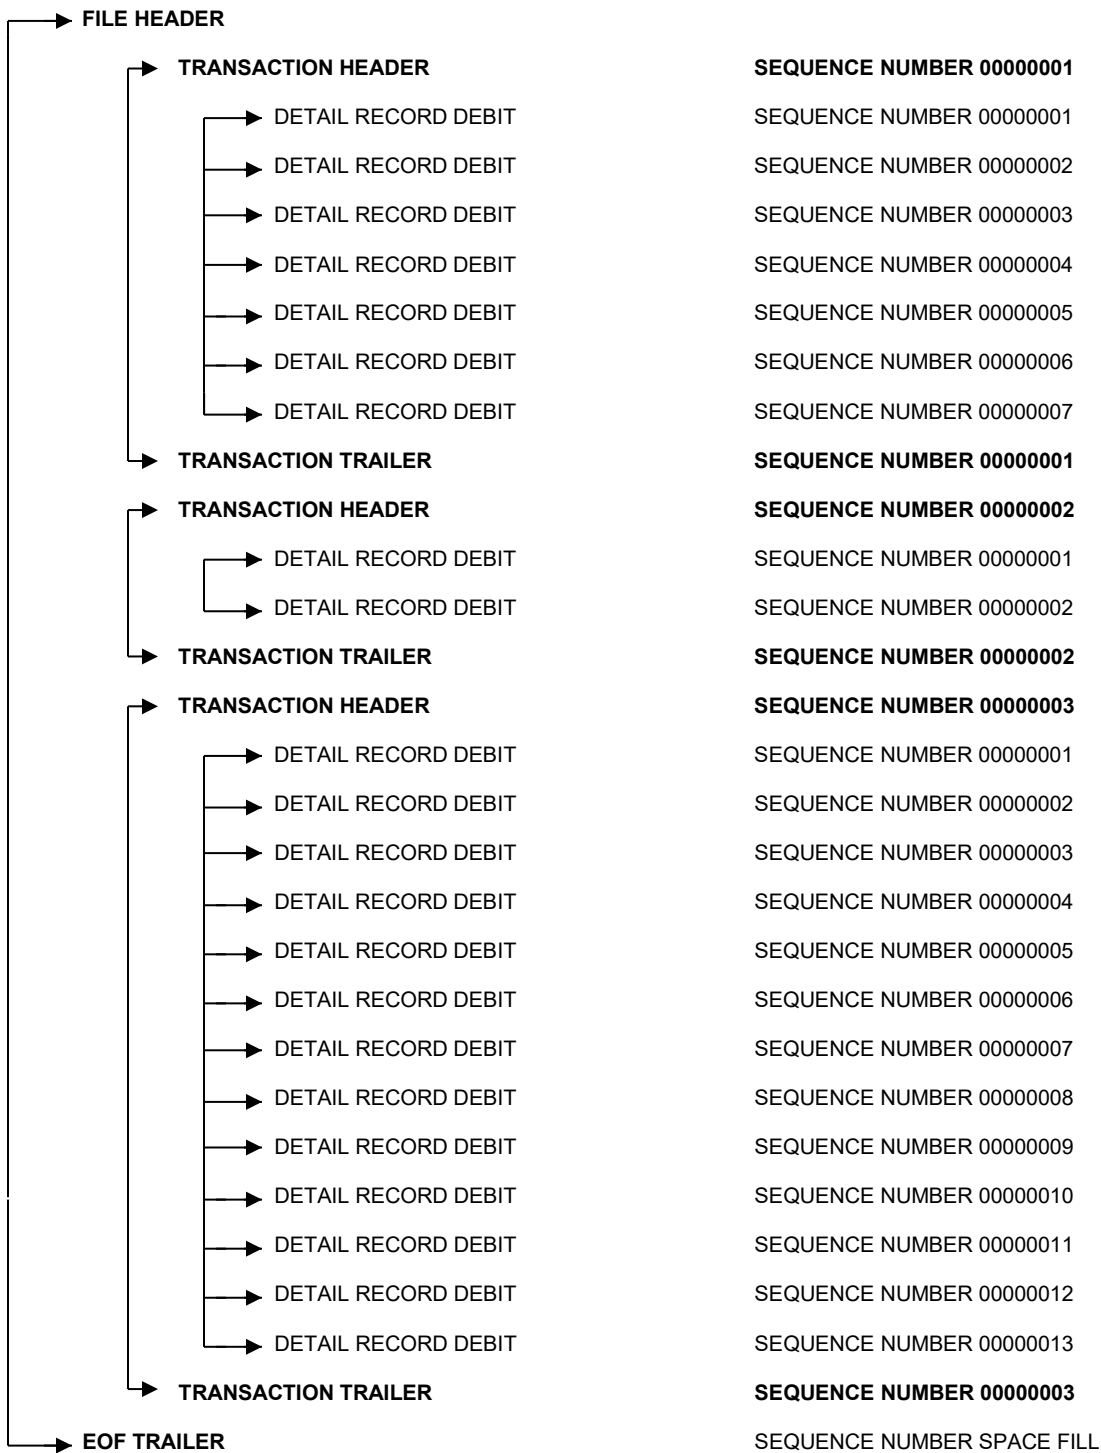 FILE HEADER
TRANSACTION HEADER SEQUENCE NUMBER 00000001
DETAIL RECORD DEBIT SEQUENCE NUMBER 00000001
DETAIL RECORD DEBIT SEQUENCE NUMBER 00000002
DETAIL RECORD DEBIT SEQUENCE NUMBER 00000003
DETAIL RECORD DEBIT SEQUENCE NUMBER 00000004
DETAIL RECORD DEBIT SEQUENCE NUMBER 00000005
DETAIL RECORD DEBIT SEQUENCE NUMBER 00000006
DETAIL RECORD DEBIT SEQUENCE NUMBER 00000007
TRANSACTION TRAILER SEQUENCE NUMBER 00000001
TRANSACTION HEADER SEQUENCE NUMBER 00000002
DETAIL RECORD DEBIT SEQUENCE NUMBER 00000001
DETAIL RECORD DEBIT SEQUENCE NUMBER 00000002
TRANSACTION TRAILER SEQUENCE NUMBER 00000002
TRANSACTION HEADER SEQUENCE NUMBER 00000003
DETAIL RECORD DEBIT SEQUENCE NUMBER 00000001
DETAIL RECORD DEBIT SEQUENCE NUMBER 00000002
DETAIL RECORD DEBIT SEQUENCE NUMBER 00000003
DETAIL RECORD DEBIT SEQUENCE NUMBER 00000004
DETAIL RECORD DEBIT SEQUENCE NUMBER 00000005
DETAIL RECORD DEBIT SEQUENCE NUMBER 00000006
DETAIL RECORD DEBIT SEQUENCE NUMBER 00000007
DETAIL RECORD DEBIT SEQUENCE NUMBER 00000008
DETAIL RECORD DEBIT SEQUENCE NUMBER 00000009
DETAIL RECORD DEBIT SEQUENCE NUMBER 00000010
DETAIL RECORD DEBIT SEQUENCE NUMBER 00000011
DETAIL RECORD DEBIT SEQUENCE NUMBER 00000012
DETAIL RECORD DEBIT SEQUENCE NUMBER 00000013
TRANSACTION TRAILER SEQUENCE NUMBER 00000003
EOF TRAILER SEQUENCE NUMBER SPACE FILL